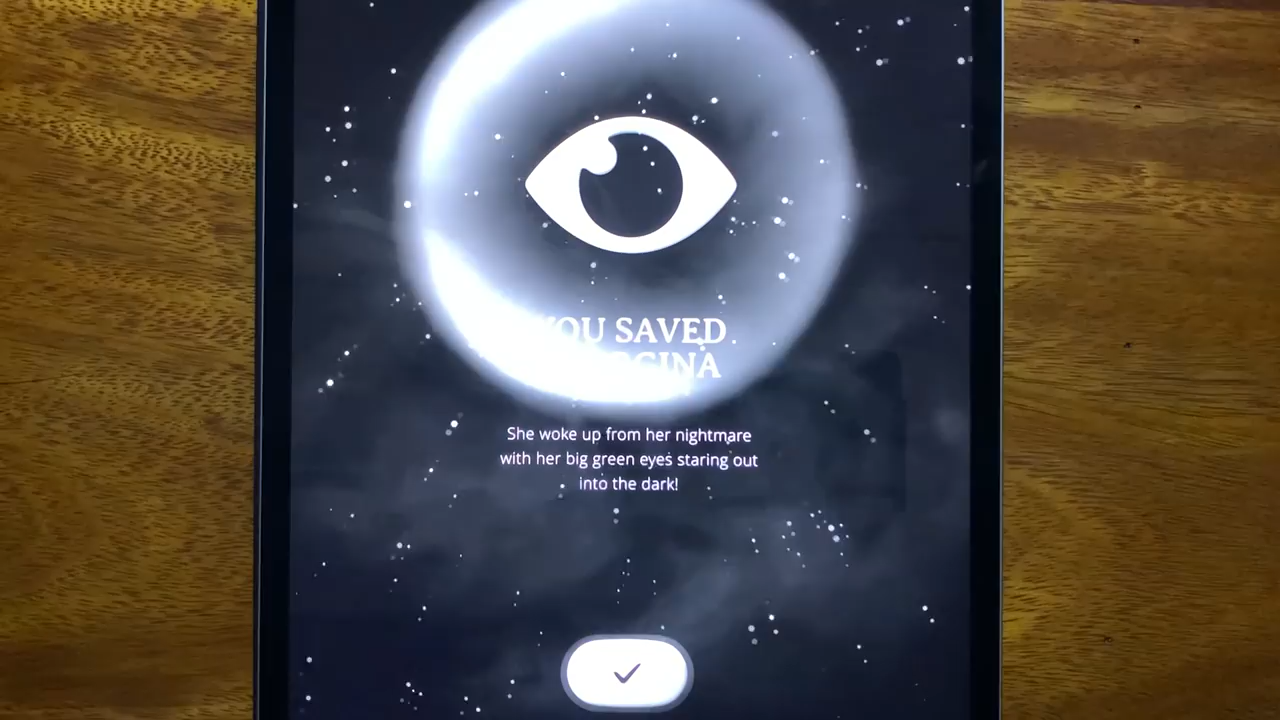 YOU SAVED
She woke up from her nightmare
with her big green eyes staring out
into the dark!